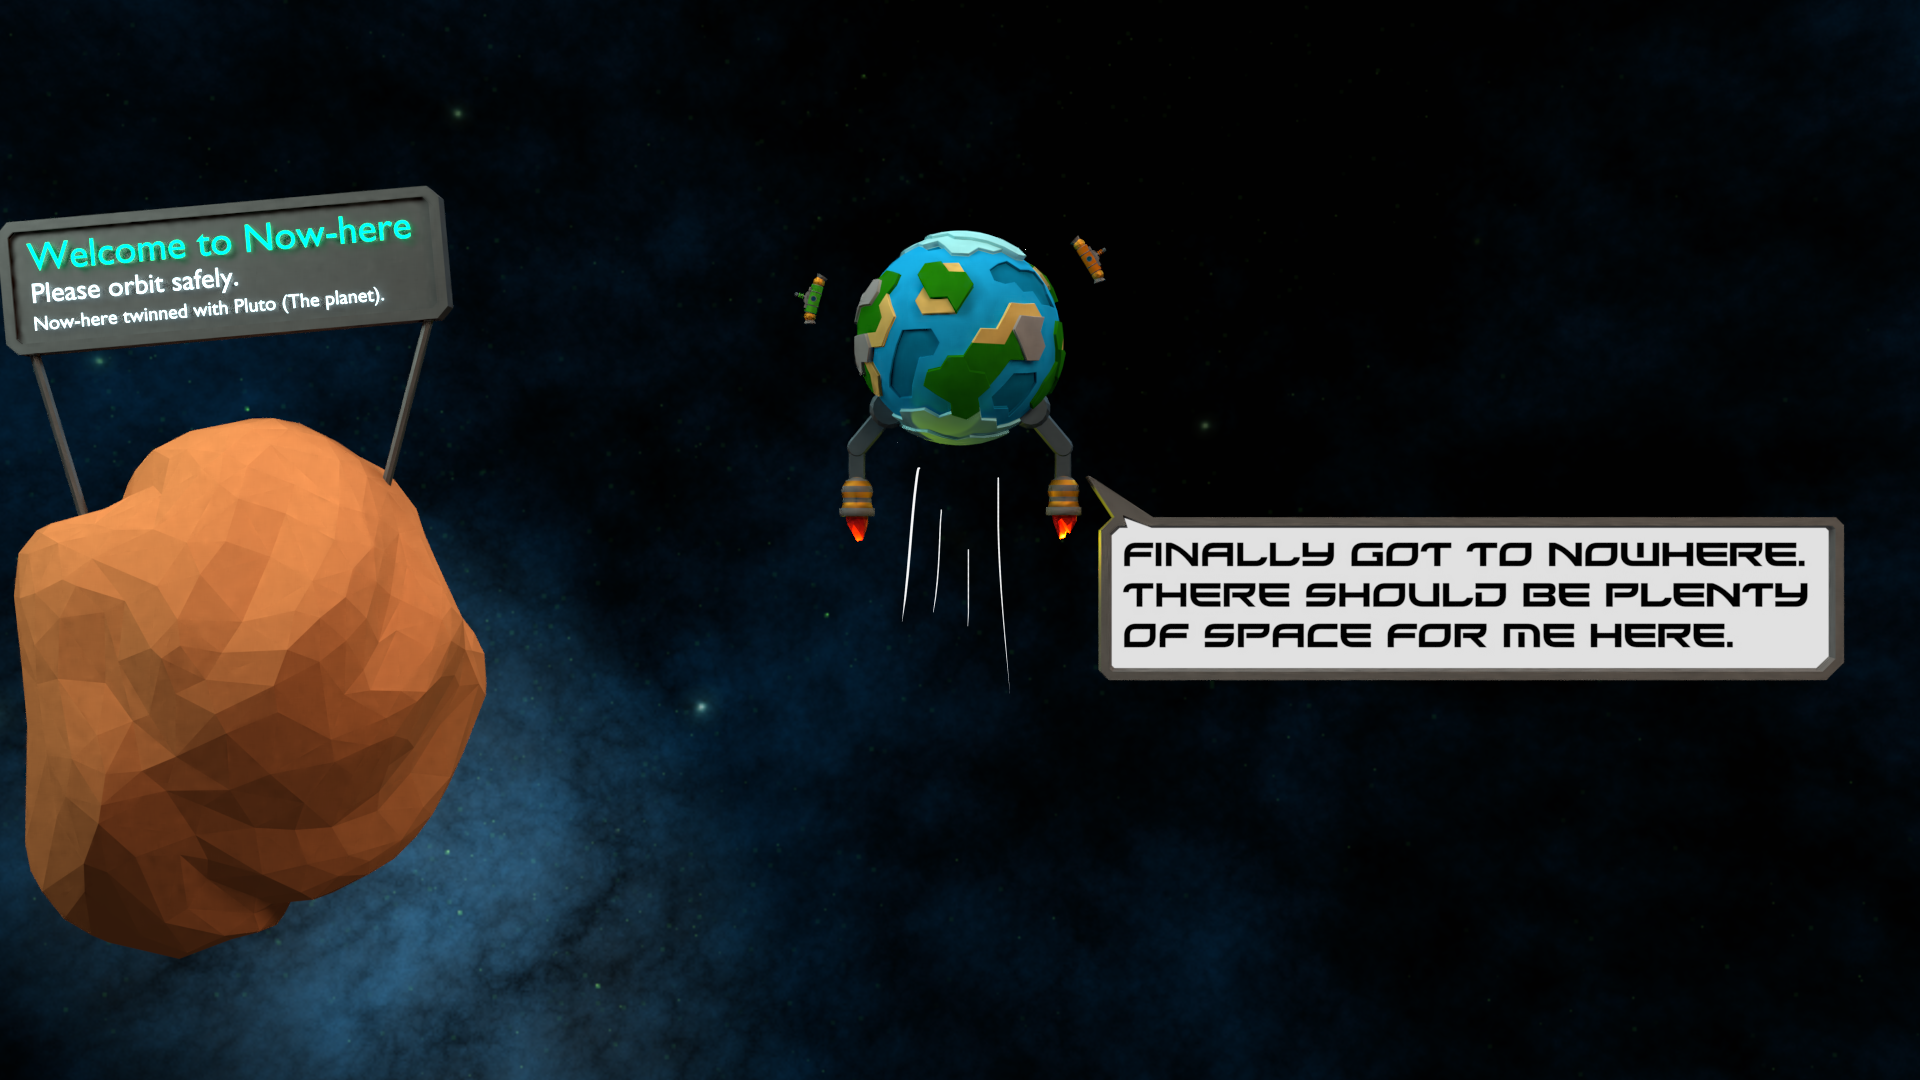 Welcome to Now-here
Please orbit safely.
Now-here twinned with Pluto (The planet).
FINALLY GOT TO NOWHERE.
THERE SHOULD BE PLENTY
OF SPACE FOR ME HERE.